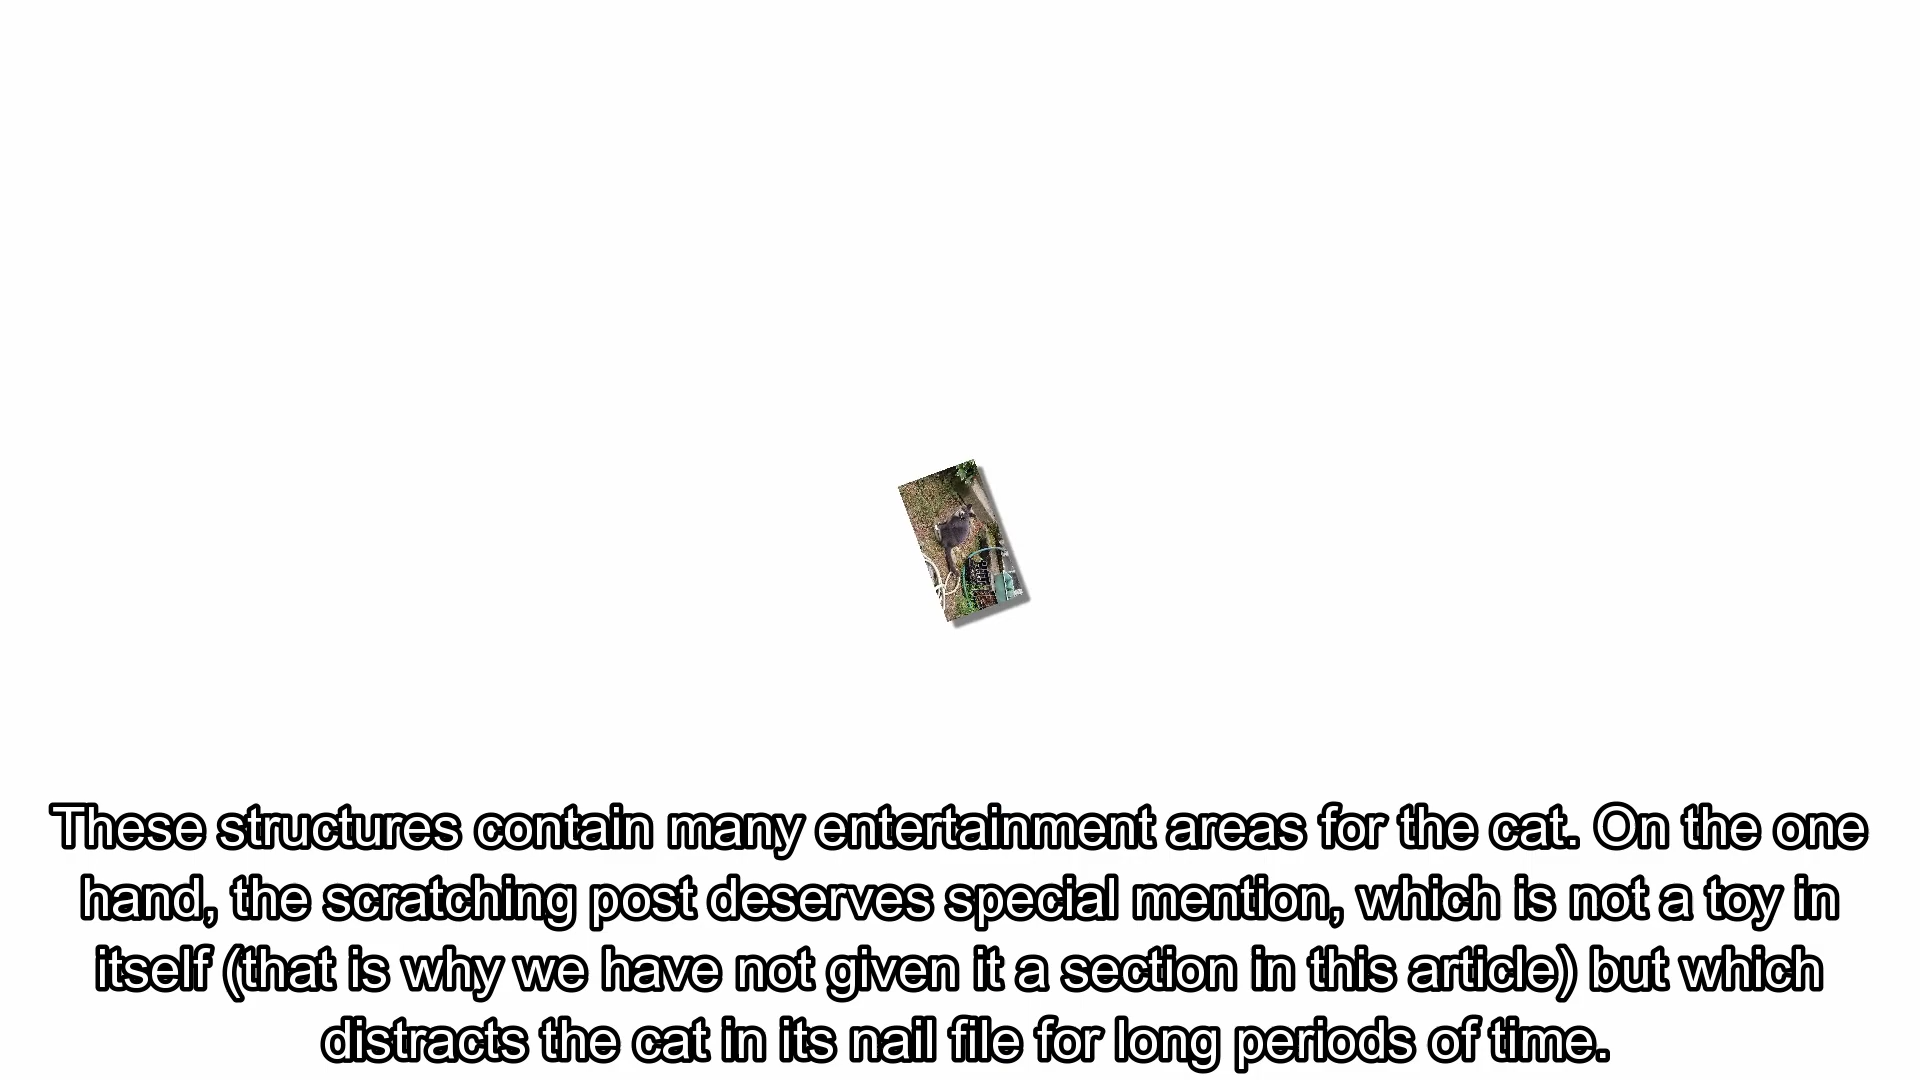 These structures contain many entertainment areas for the cat. On the one
hand, the scratching post deserves special mention, which is not a toy in
itself (that is why we have not given it a section in this article) but which
distracts the cat in its nail file for long periods of time.